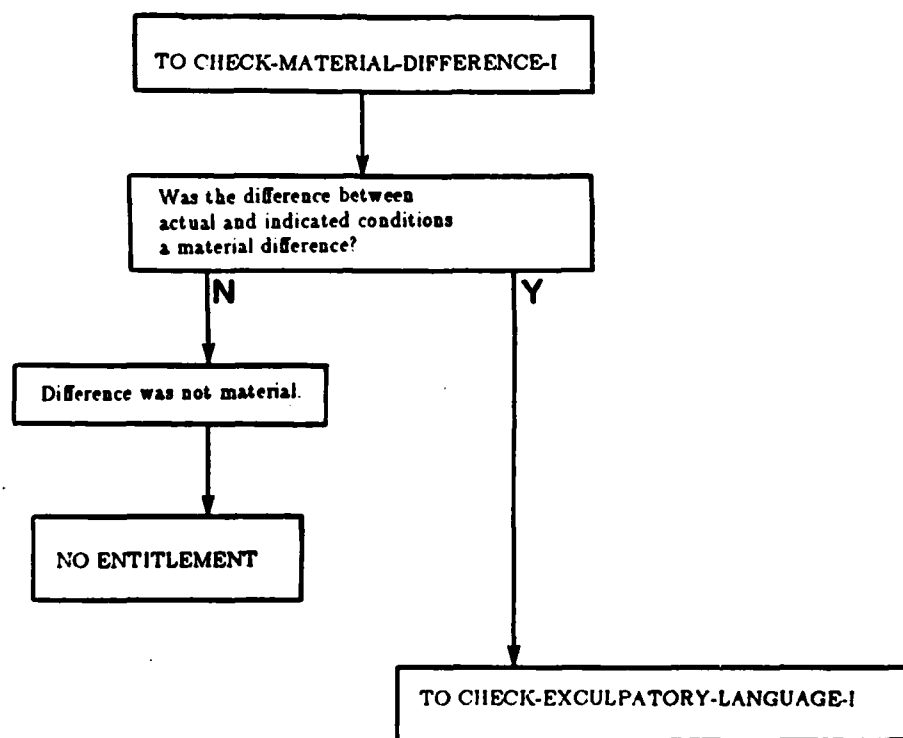 TO CHECK-MATERIAL-DIFFERENCE-I
Was the difference between
actual and indicated conditions
a material difference?
N
Y
Difference was not material.
NO ENTITLEMENT
TO CHECK-EXCULPATORY-LANGUAGE-I